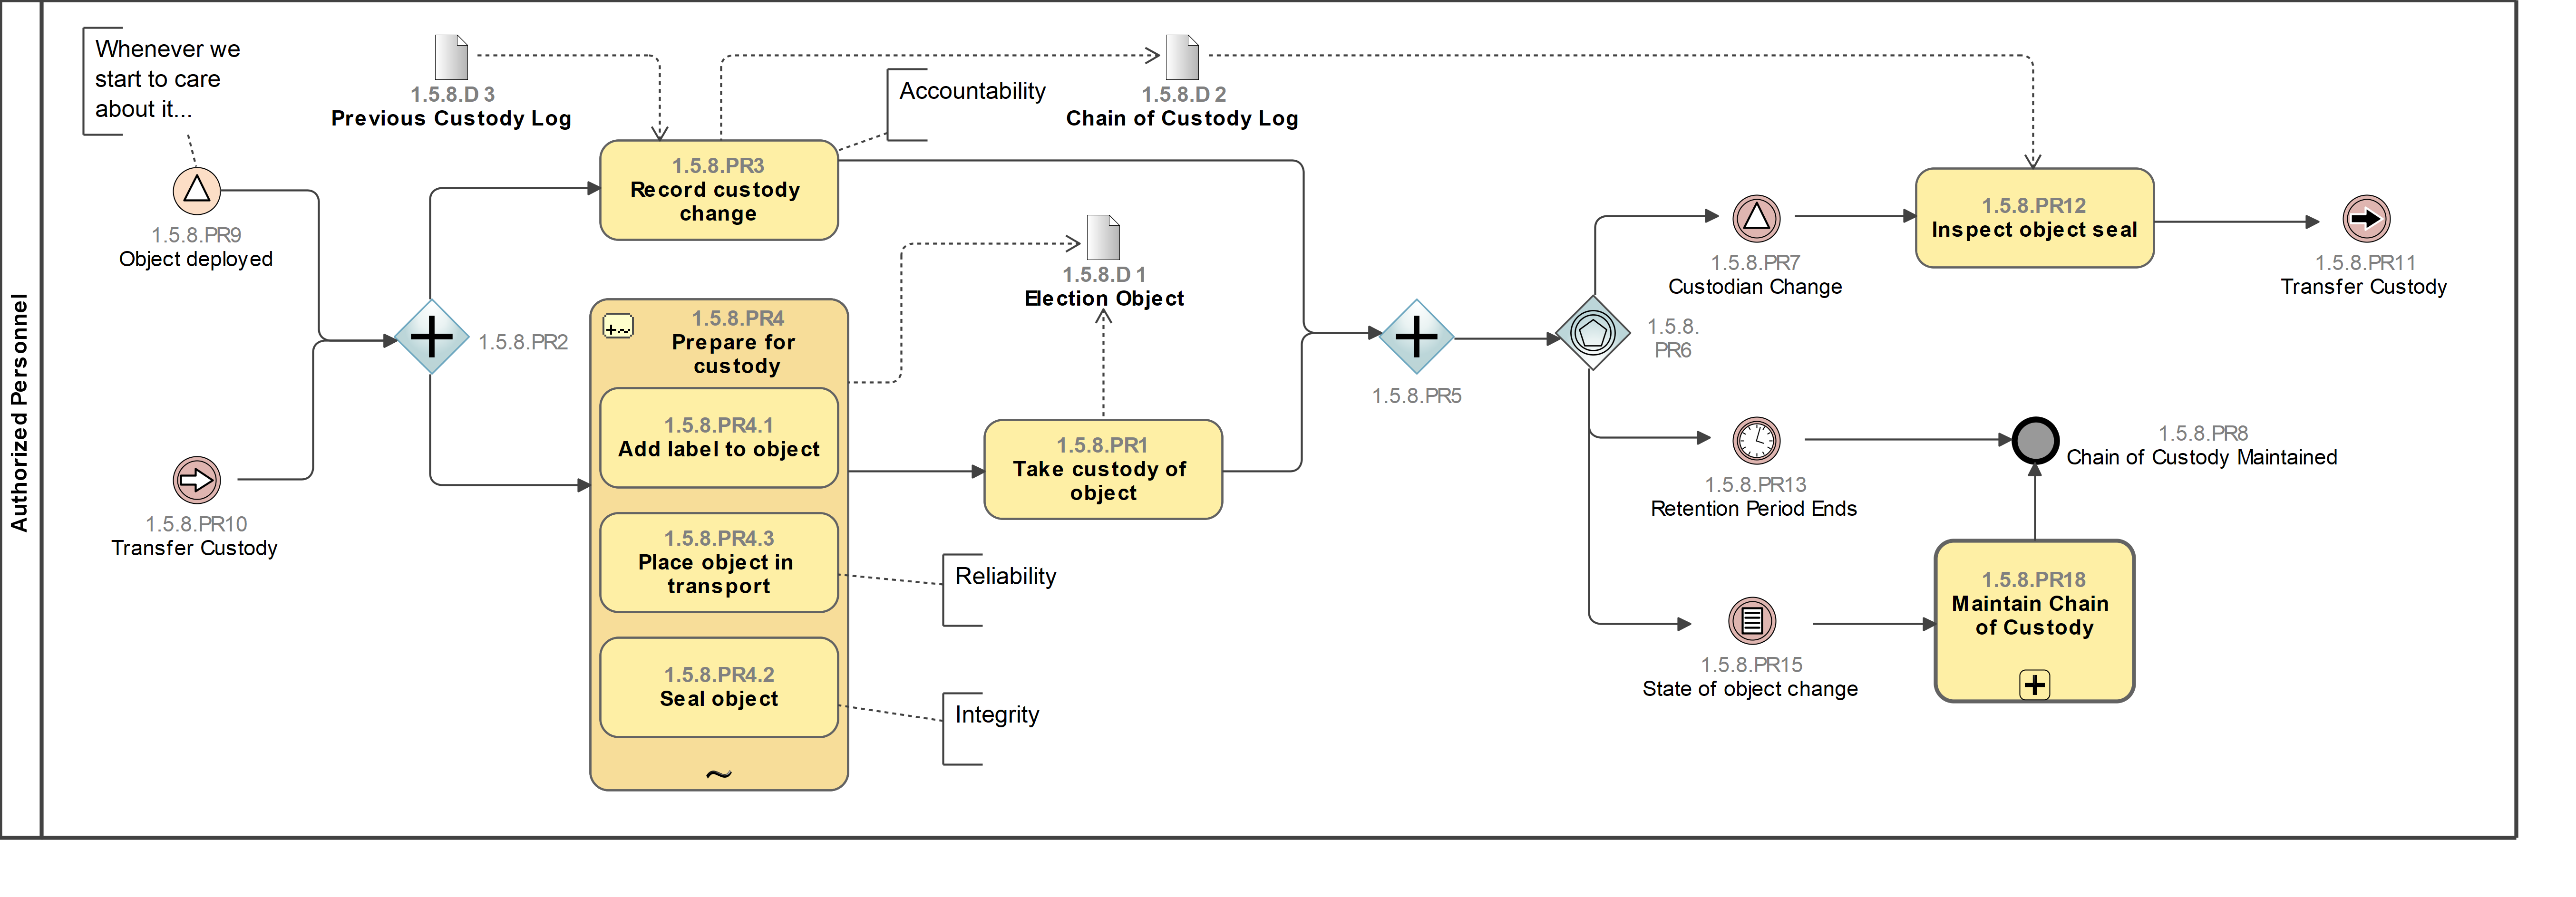 Authorized Personnel
Whenever we
start to care
about it...
1.5.8.PR9
Object deployed
1.5.8.PR10
Transfer Custody
1.5.8.PR2
1.5.8.D 3
Previous Custody Log
1.5.8.PR3
Record custody
change
Accountability
1.5.8.D 2
Chain of Custody Log
1.5.8.PR4
Prepare for
custody
1.5.8.PR4.1
Add label to object
1.5.8.PR4.3
Place object in
transport
1.5.8.PR4.2
Seal object
Reliability
Integrity
1.5.8.D 1
Election Object
1.5.8.PR1
Take custody of
object
1.5.8.PR5
1.5.8.
PR6
1.5.8.PR7
Custodian Change
1.5.8.PR12
Inspect object seal
1.5.8.PR11
Transfer Custody
1.5.8.PR13
Retention Period Ends
1.5.8.PR8
Chain of Custody Maintained
1.5.8.PR15
State of object change
1.5.8.PR18
Maintain Chain
of Custody